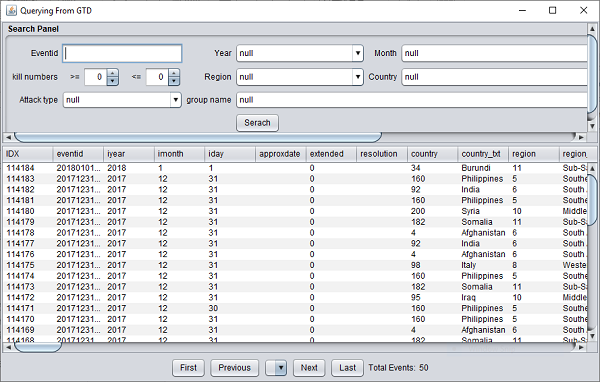 Querying From GTD
Search Panel
Eventid Year null Month null
kill numbers >= 0 <= 0 Region null Country null
Attack type null group name null
Serach
IDX eventid iyear imonth iday approxdate extended resolution country country_txt region region_
114184 20180101... 2018 1 1 0 34 Burundi 11 Sub-Sa
114183 20171231... 2017 12 31 0 160 Philippines 5 Southe
114182 20171231... 2017 12 31 0 92 India 6 South A
114181 20171231... 2017 12 31 0 160 Philippines 5 Southe
114180 20171231... 2017 12 31 0 200 Syria 10 Middle
114179 20171231... 2017 12 31 0 182 Somalia 11 Sub-Sa
114178 20171231... 2017 12 31 0 4 Afghanistan 6 South A
114177 20171231... 2017 12 31 0 92 India 6 South A
114176 20171231... 2017 12 31 0 4 Afghanistan 6 South A
114175 20171231... 2017 12 31 0 98 Italy 8 Weste
114174 20171231... 2017 12 31 0 160 Philippines 5 Southe
114173 20171231... 2017 12 31 0 182 Somalia 11 Sub-Sa
114172 20171231... 2017 12 31 0 95 Iraq 10 Middle
114171 20171231... 2017 12 30 0 160 Philippines 5 Southe
114170 20171231... 2017 12 31 0 160 Philippines 5 Southe
114169 20171231... 2017 12 31 0 4 Afghanistan 6 South A
114168 20171231... 2017 12 31 0 182 Somalia 11 Sub-Sa
First Previous Next Last Total Events: 50